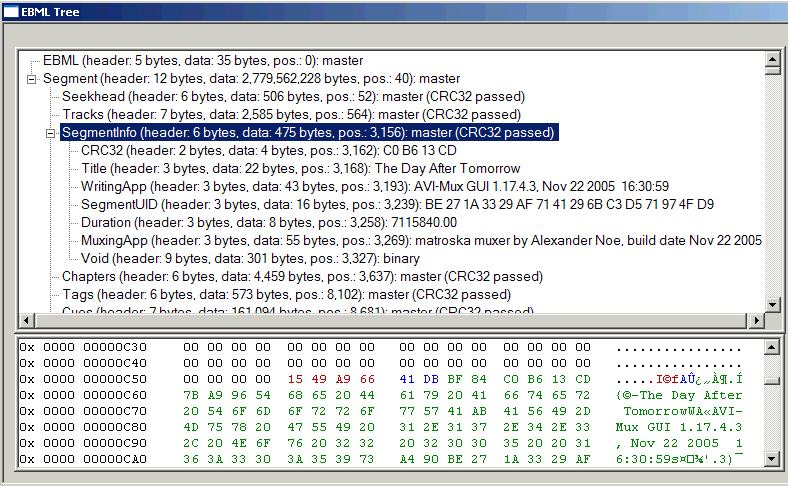 EBML Tree
EBML (header: 5 bytes, data: 35 bytes, pos.: 0): master
Segment (header: 12 bytes, data: 2,779,562,228 bytes, pos.: 40): master
Seekhead (header: 6 bytes, data: 506 bytes, pos.: 52): master (CRC32 passed)
Tracks (header: 7 bytes, data: 2,585 bytes, pos.: 564): master (CRC32 passed)
SegmentInfo (header: 6 bytes, data: 475 bytes, pos.: 3,156): master (CRC32 passed)
CRC32 (header: 2 bytes, data: 4 bytes, pos.: 3,162): C0 B6 13 CD
Title (header: 3 bytes, data: 22 bytes, pos.: 3,168): The Day After Tomorrow
WritingApp (header: 3 bytes, data: 43 bytes, pos.: 3,193): AVI-Mux GUI 1.17.4.3, Nov 22 2005  16:30:59
SegmentUID (header: 3 bytes, data: 16 bytes, pos.: 3,239): BE 27 1A 33 29 AF 71 41 29 6B C3 D5 71 97 4F D9
Duration (header: 3 bytes, data: 8 bytes, pos.: 3,258): 7115840.00
MuxingApp (header: 3 bytes, data: 55 bytes, pos.: 3,269): matroska muxer by Alexander Noe, build date Nov 22 2005
Void (header: 9 bytes, data: 301 bytes, pos.: 3,327): binary
Chapters (header: 6 bytes, data: 4,459 bytes, pos.: 3,637): master (CRC32 passed)
Tags (header: 6 bytes, data: 573 bytes, pos.: 8,102): master (CRC32 passed)
Cues (header: 7 bytes, data: 161,094 bytes, pos.: 8,681): master (CRC32 passed)
0x 0000 00000C30 00 00 00 00 00 00 00 00 00 00 00 00 00 00 00 ...............
0x 0000 00000C40 00 00 00 00 00 00 00 00 00 00 00 00 00 00 00 00 ................
0x 0000 00000C50 00 00 00 00 15 49 A9 66 41 DB BF 84 C0 B6 13 CD .....I©fAÛ¿„À¶.Í
0x 0000 00000C60 7B A9 96 54 68 65 20 44 61 79 20 41 66 74 65 72 {©–The Day After
0x 0000 00000C70 20 54 6F 6D 6F 72 72 6F 77 57 41 AB 41 56 49 2D TomorrowWA«AVI-
0x 0000 00000C80 4D 75 78 20 47 55 49 20 31 2E 31 37 2E 34 2E 33 Mux GUI 1.17.4.3
0x 0000 00000C90 2C 20 4E 6F 76 20 32 32 20 32 30 30 35 20 20 31 , Nov 22 2005  1
0x 0000 00000CA0 36 3A 33 30 3A 35 39 73 A4 90 BE 27 1A 33 29 AF 6:30:59s¤□¾'.3)¯